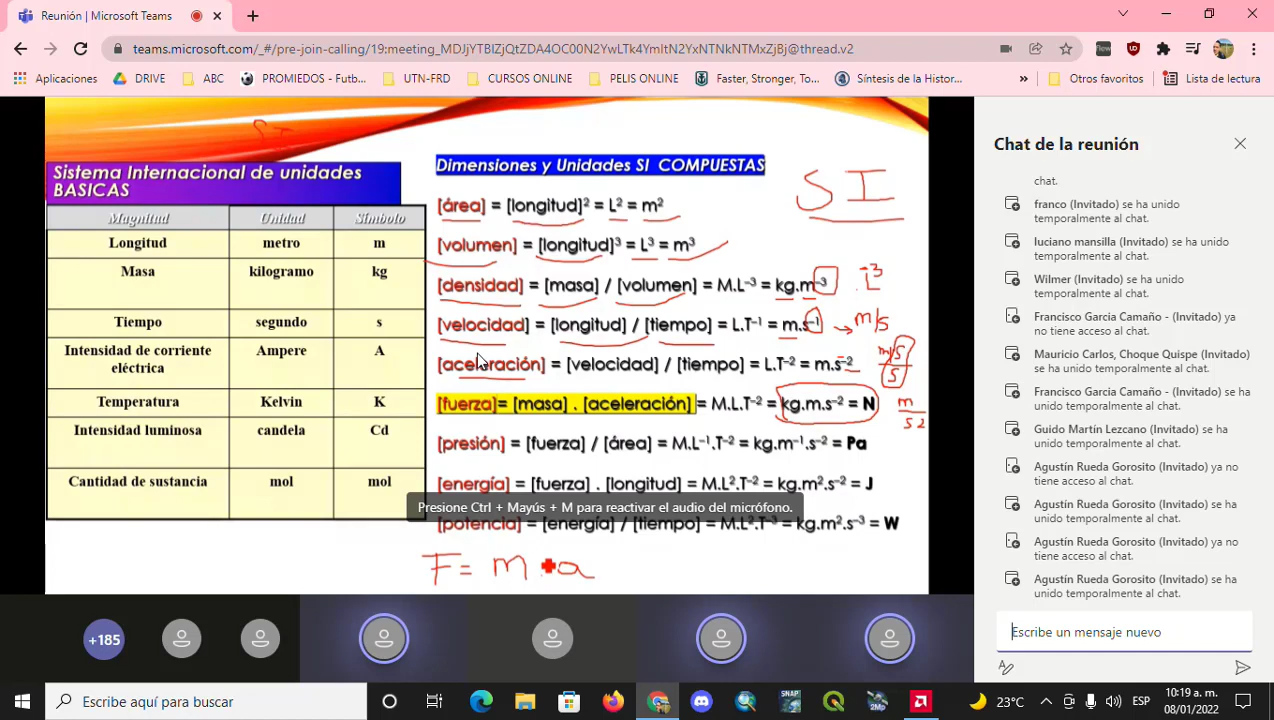 Reunión | Microsoft Teams
teams.microsoft.com/_#/pre-join-calling/19:meeting_MDJjYTBlZjQtZDA4OC00N2YwLTk4YmItN2YxNTNkNTMxZjBj@thread.v2
Aplicaciones DRIVE ABC PROMIEDOS - Futb... UTN-FRD CURSOS ONLINE PELIS ONLINE Faster, Stronger, To... Síntesis de la Histor... » Otros favoritos Lista de lectura
SI
Sistema Internacional de unidades
BASICAS
Magnitud Unidad Símbolo
Longitud metro m
Masa kilogramo kg
Tiempo segundo s
Intensidad de corriente eléctrica Ampere A
Temperatura Kelvin K
Intensidad luminosa candela Cd
Cantidad de sustancia mol mol
Dimensiones y Unidades SI COMPUESTAS
SI
[área] = [longitud]² = L² = m²
[volumen] = [longitud]³ = L³ = m³
[densidad] = [masa] / [volumen] = M.L⁻³ = kg.m⁻³ L⁻³
[velocidad] = [longitud] / [tiempo] = L.T⁻¹ = m.s⁻¹ → m/s
[aceleración] = [velocidad] / [tiempo] = L.T⁻² = m.s⁻² m/s/s
[fuerza]= [masa] . [aceleración] = M.L.T⁻² = kg.m.s⁻² = N m/s2
[presión] = [fuerza] / [área] = M.L⁻¹.T⁻² = kg.m⁻¹.s⁻² = Pa
[energía] = [fuerza] . [longitud] = M.L².T⁻² = kg.m².s⁻² = J
Presione Ctrl + Mayús + M para reactivar el audio del micrófono.
[potencia] = [energía] / [tiempo] = M.L².T⁻³ = kg.m².s⁻³ = W
F = m . a
+185
Chat de la reunión
chat.
franco (Invitado) se ha unido
temporalmente al chat.
luciano mansilla (Invitado) se ha unido
temporalmente al chat.
Wilmer (Invitado) se ha unido
temporalmente al chat.
Francisco Garcia Camaño - (Invitado) ya
no tiene acceso al chat.
Mauricio Carlos, Choque Quispe (Invitado)
se ha unido temporalmente al chat.
Francisco Garcia Camaño - (Invitado) se
ha unido temporalmente al chat.
Guido Martín Lezcano (Invitado) se ha
unido temporalmente al chat.
Agustín Rueda Gorosito (Invitado) ya no
tiene acceso al chat.
Agustín Rueda Gorosito (Invitado) se ha
unido temporalmente al chat.
Agustín Rueda Gorosito (Invitado) ya no
tiene acceso al chat.
Agustín Rueda Gorosito (Invitado) se ha
unido temporalmente al chat.
Escribe un mensaje nuevo
Escribe aquí para buscar
23°C ESP 10:19 a. m.
08/01/2022